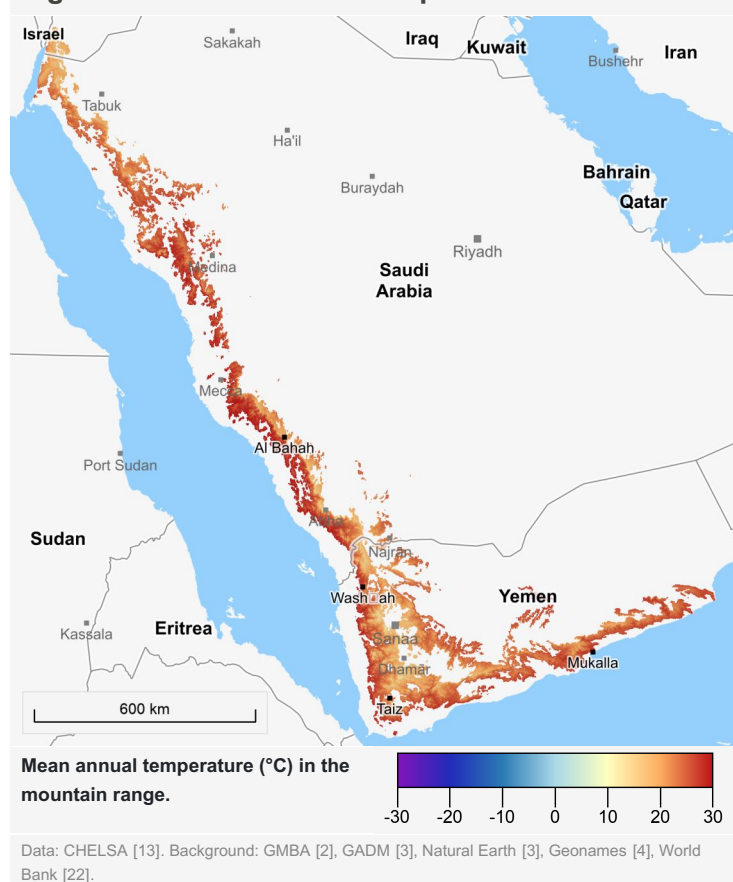 Israel
Sakakah
Iraq
Kuwait
Bushehr
Iran
Tabuk
Ha'il
Buraydah
Bahrain
Qatar
Riyadh
Medina
Saudi
Arabia
Mecca
Al Bahah
Port Sudan
Abha
Sudan
Najran
Wash ah
Yemen
Sanaa
Kassala
Eritrea
Dhamar
Mukalla
Taiz
600 km
Mean annual temperature (°C) in the
mountain range.
-30 -20 -10 0 10 20 30
Data: CHELSA [13]. Background: GMBA [2], GADM [3], Natural Earth [3], Geonames [4], World
Bank [22].